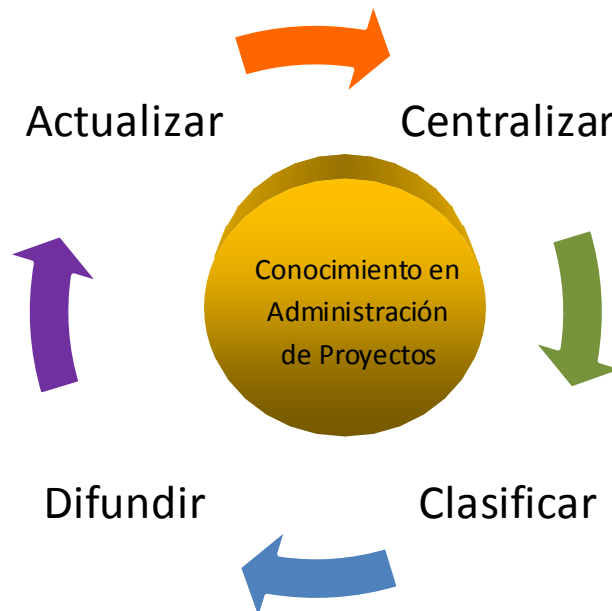 Actualizar
Centralizar
Conocimiento en
Administración
de Proyectos
Difundir
Clasificar